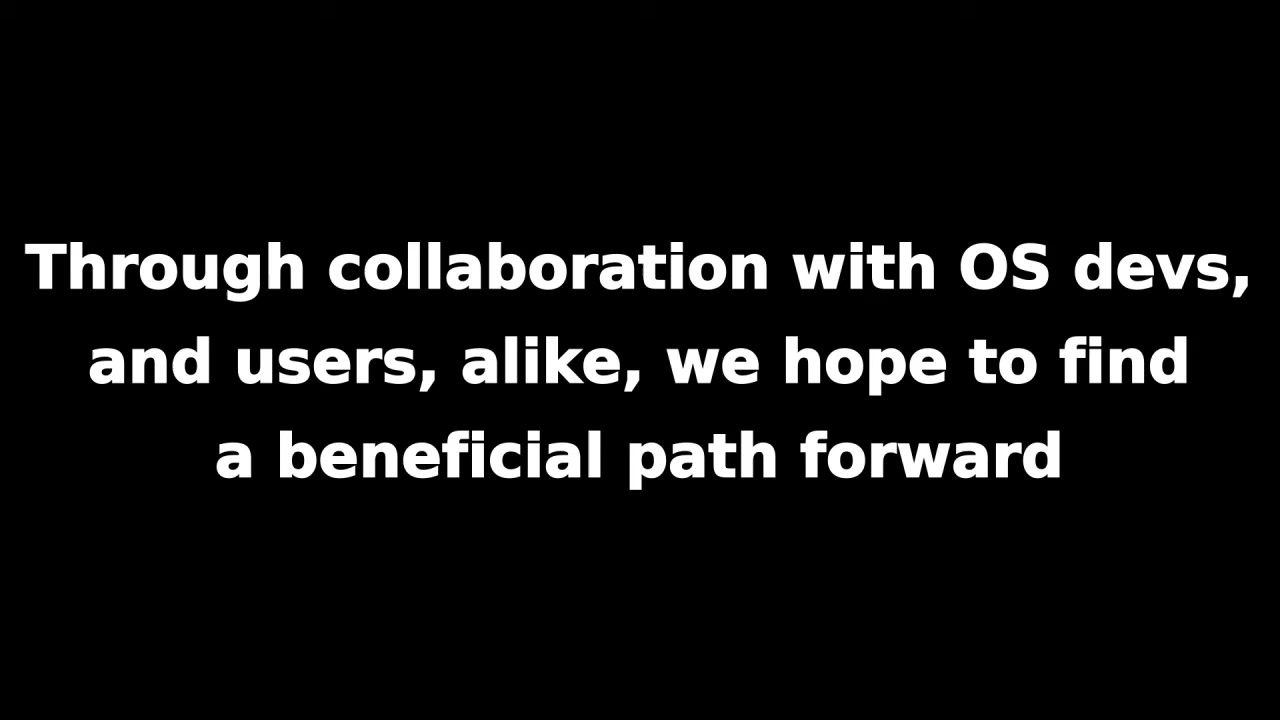 Through collaboration with OS devs,
and users, alike, we hope to find
a beneficial path forward